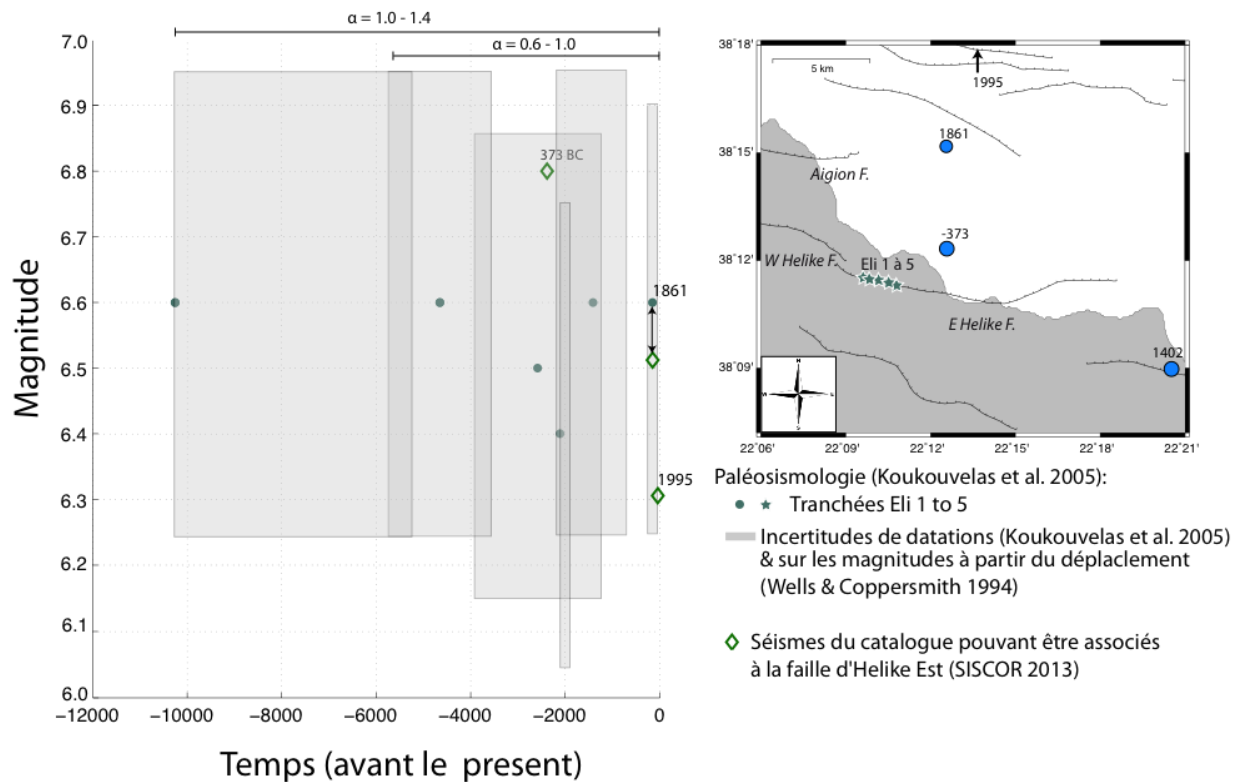 α = 1.0 - 1.4
α = 0.6 - 1.0
7.0
6.9
6.8
6.7
6.6
6.5
6.4
6.3
6.2
6.1
6.0
Magnitude
373 BC
1861
1995
−12000
−10000
−8000
−6000
−4000
−2000
0
Temps (avant le present)
38˚18'
38˚15'
38˚12'
38˚09'
5 km
1995
1861
Aigion F.
-373
W Helike F.
Eli 1 à 5
E Helike F.
1402
N
S
22˚06'
22˚09'
22˚12'
22˚15'
22˚18'
22˚21'
Paléosismologie (Koukouvelas et al. 2005):
Tranchées Eli 1 to 5
Incertitudes de datations (Koukouvelas et al. 2005)
& sur les magnitudes à partir du déplacement
(Wells & Coppersmith 1994)
Séismes du catalogue pouvant être associés
à la faille d'Helike Est (SISCOR 2013)